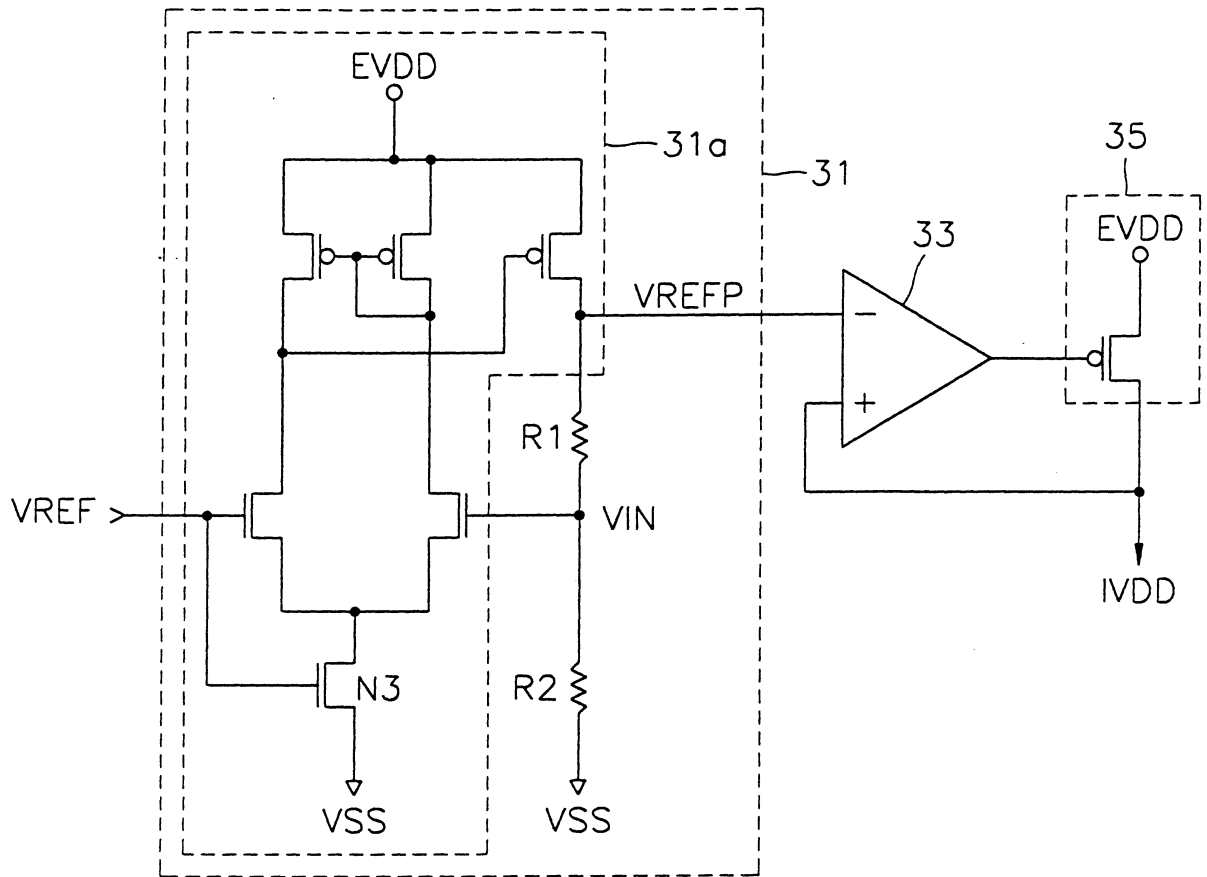 EVDD
31a
31
35
EVDD
33
VREFP
−
+
R1
VREF
VIN
IVDD
N3
R2
VSS
VSS